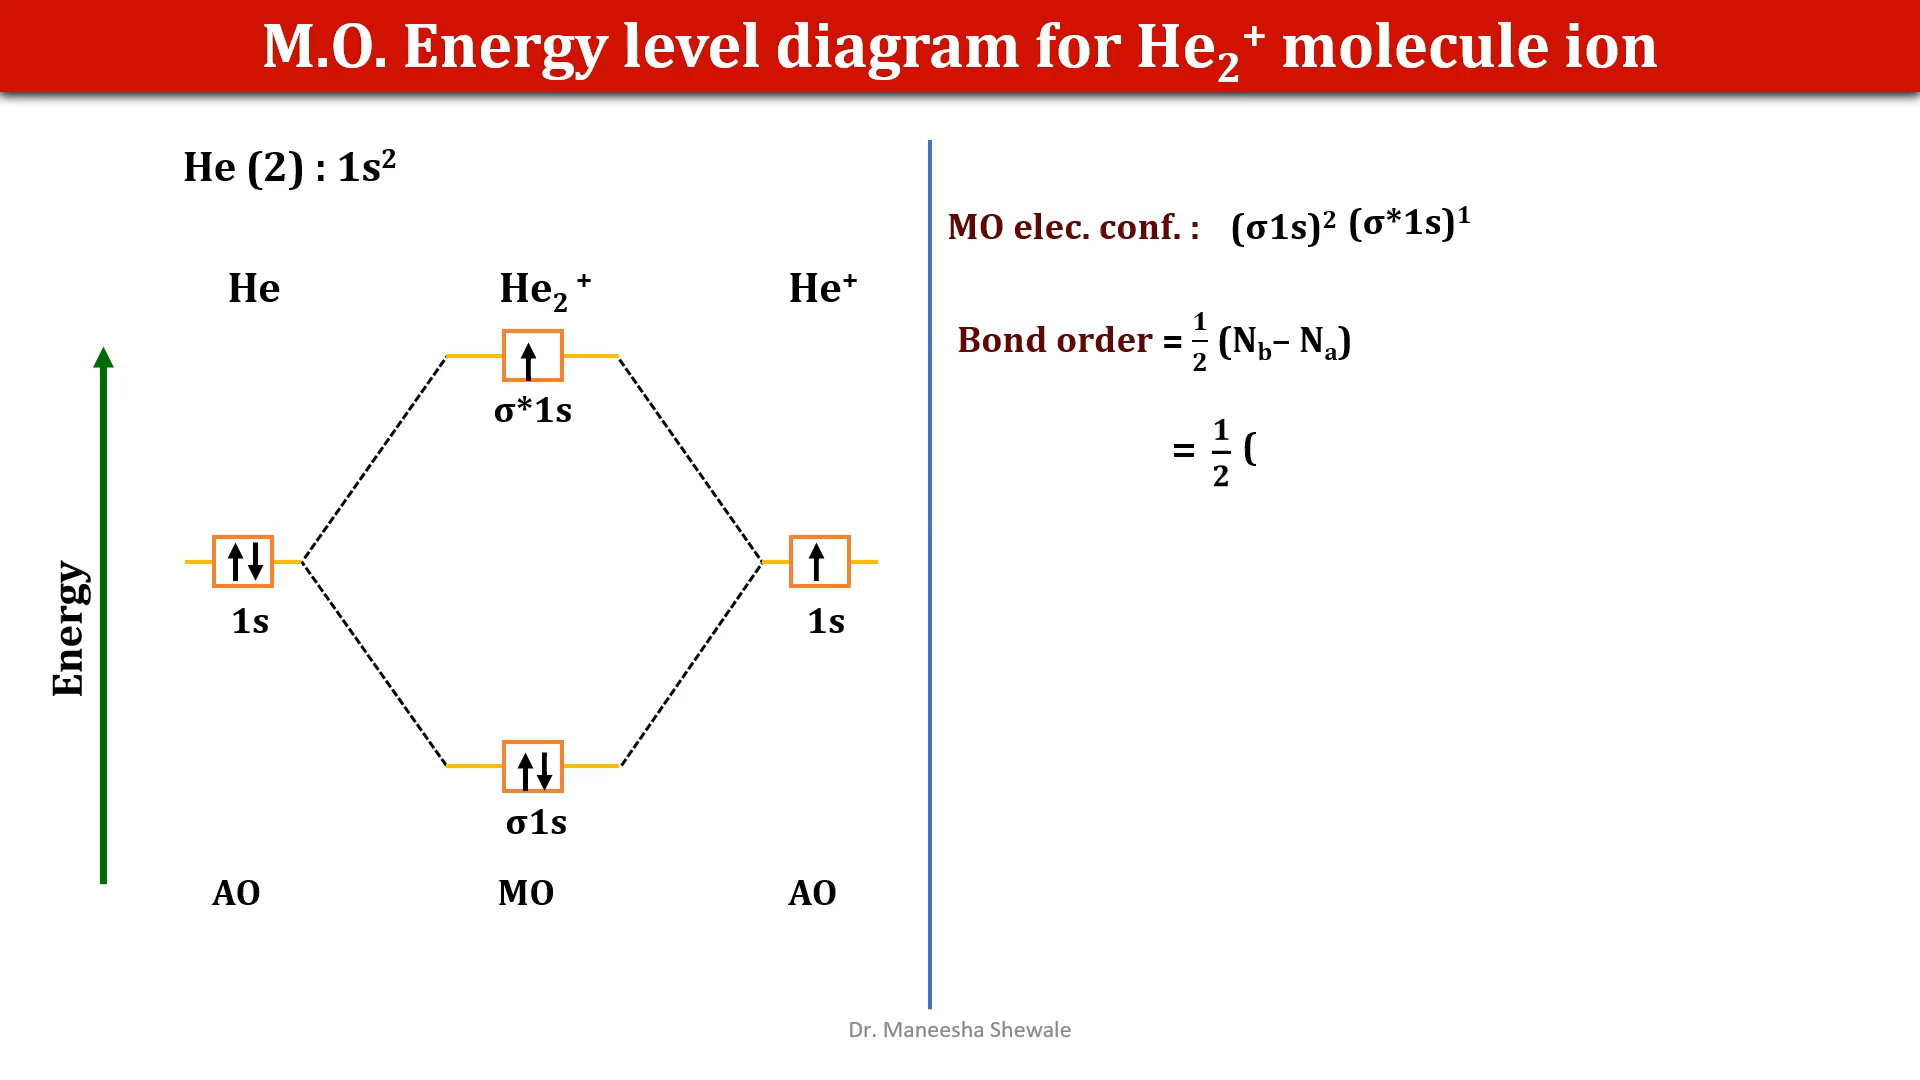 M.O. Energy level diagram for He₂⁺ molecule ion
He (2) : 1s²
He
He₂ ⁺
He⁺
σ*1s
1s
1s
σ1s
AO
MO
AO
Energy
MO elec. conf. : (σ1s)² (σ*1s)¹
Bond order = 1/2 (N_b– N_a)
= 1/2 (
Dr. Maneesha Shewale